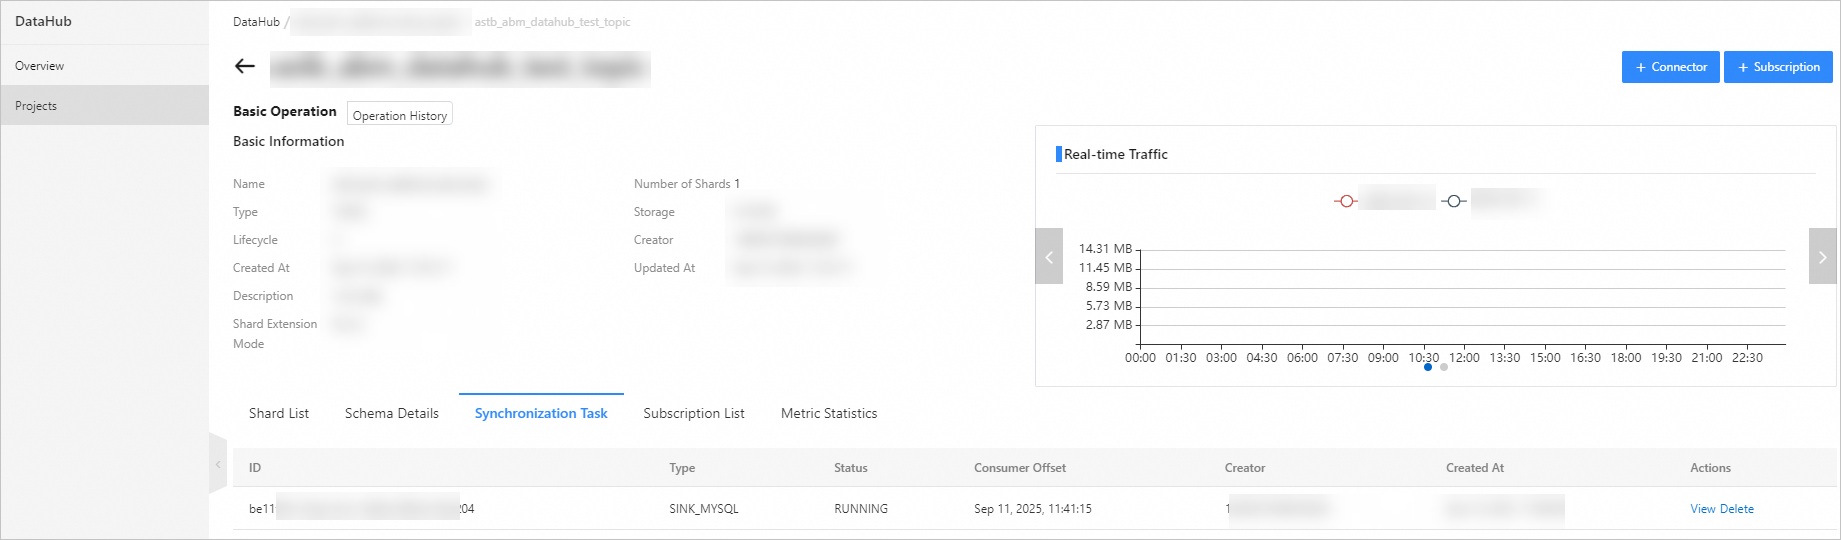 DataHub
Overview
Projects
DataHub / astb_abm_datahub_test_topic
+ Connector
+ Subscription
Basic Operation
Operation History
Basic Information
Name
Type
Lifecycle
Created At
Description
Shard Extension
Mode
Number of Shards 1
Storage
Creator
Updated At
Real-time Traffic
14.31 MB
11.45 MB
8.59 MB
5.73 MB
2.87 MB
00:00 01:30 03:00 04:30 06:00 07:30 09:00 10:30 12:00 13:30 15:00 16:30 18:00 19:30 21:00 22:30
Shard List Schema Details Synchronization Task Subscription List Metric Statistics
ID Type Status Consumer Offset Creator Created At Actions
SINK_MYSQL RUNNING Sep 11, 2025, 11:41:15 View Delete